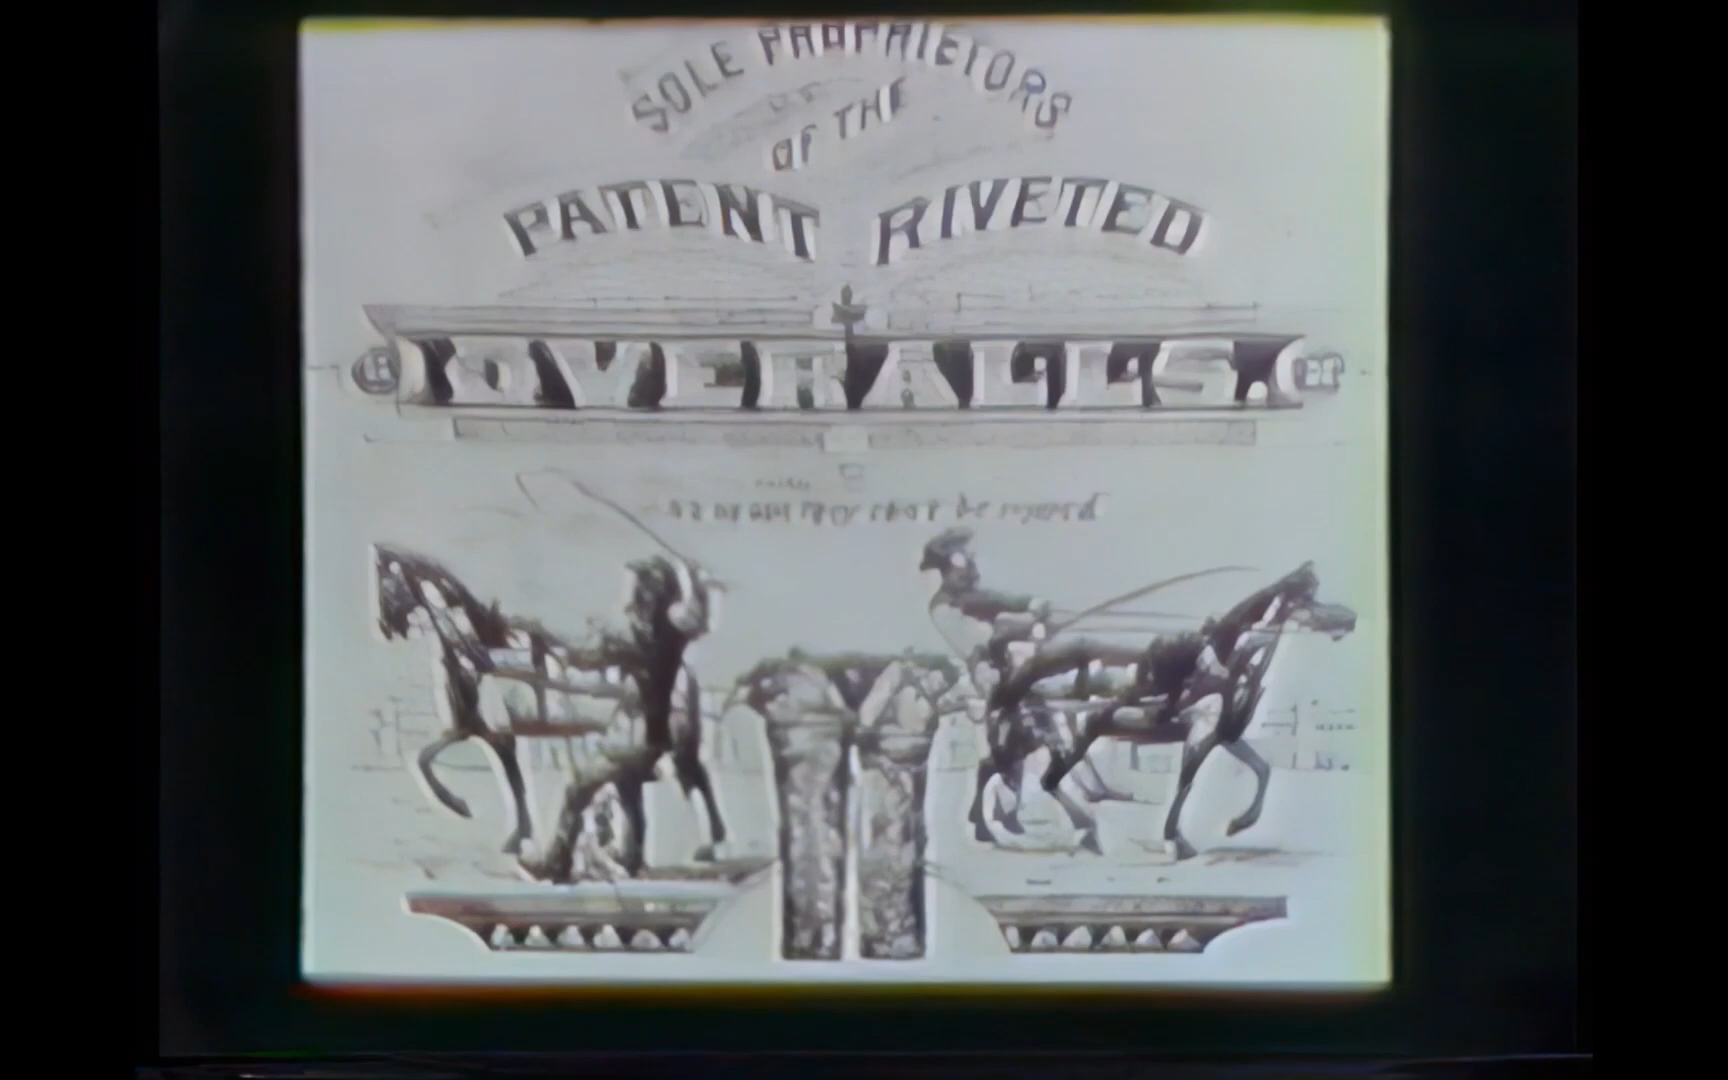 SOLE PROPRIETORS
OF THE
PATENT RIVETED
OVERALLS.